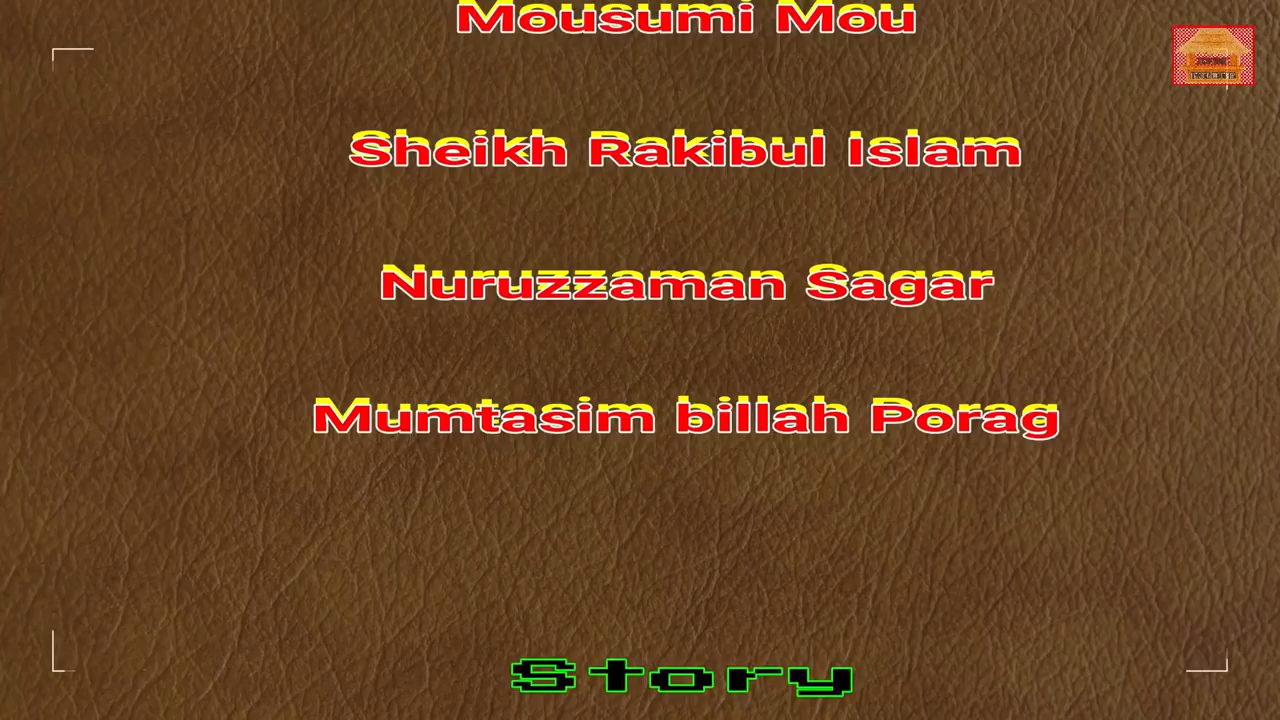 Mousumi Mou
Sheikh Rakibul Islam
Nuruzzaman Sagar
Mumtasim billah Porag
Story